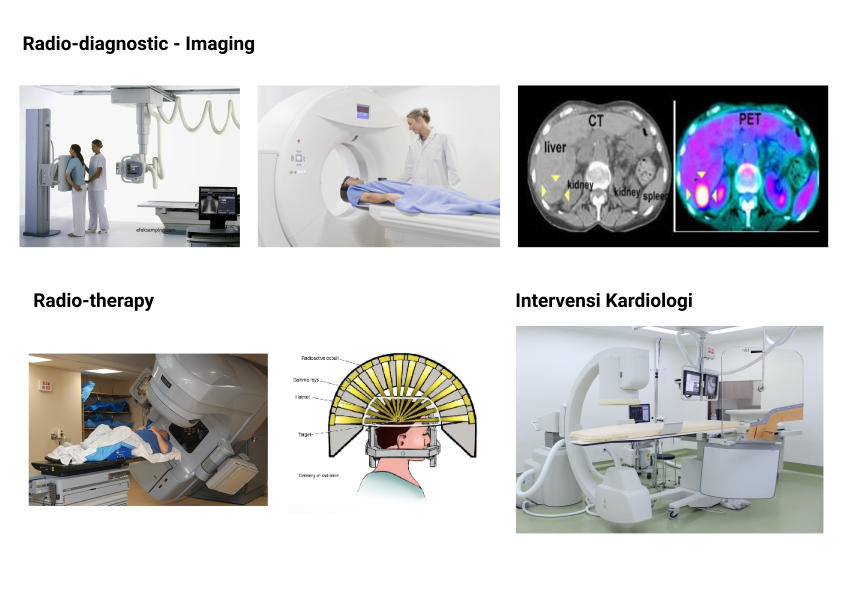 Radio-diagnostic - Imaging
efeksamping
CT
PET
liver
kidney
kidney
spleen
Radio-therapy
Intervensi Kardiologi
Radioactive cobalt
Gamma rays
Helmet
Target
Delivery of radiation